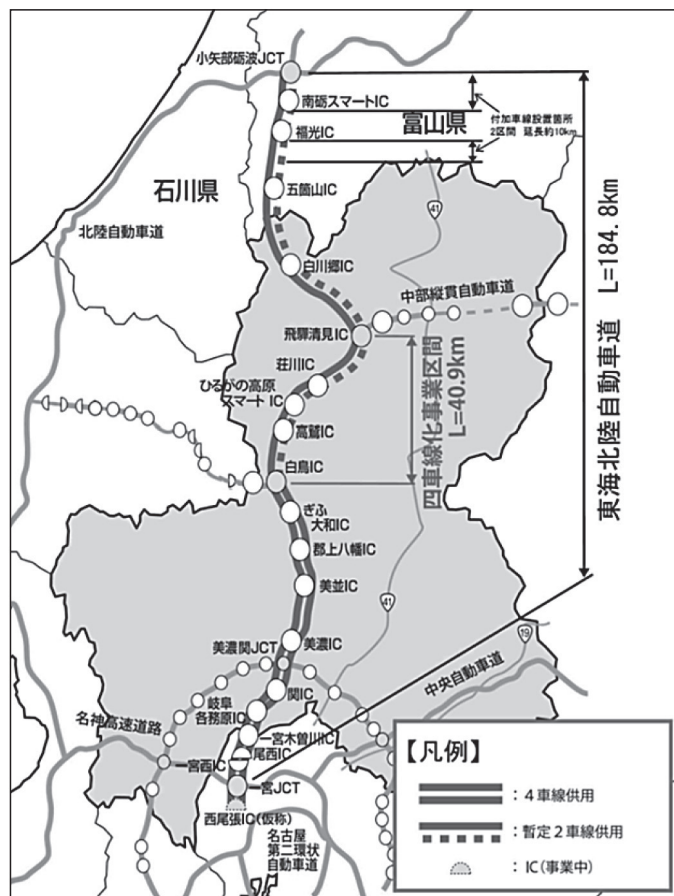 小矢部砺波JCT
南砺スマートIC
付加車線設置箇所
2区間 延長約10km
富山県
福光IC
石川県
五箇山IC
41
北陸自動車道
白川郷IC
中部縦貫自動車道
飛騨清見IC
東海北陸自動車道 L=184.8km
四車線化事業区間
L=40.9km
荘川IC
ひるがの高原
スマートIC
高鷲IC
白鳥IC
ぎふ
大和IC
郡上八幡IC
美並IC
41
19
美濃IC
美濃関JCT
中央自動車道
関IC
岐阜
各務原IC
名神高速道路
一宮木曽川IC
尾西IC
一宮西IC
一宮JCT
西尾張IC(仮称)
名古屋
第二環状
自動車道
【凡例】
:4車線供用
:暫定2車線供用
:IC(事業中)